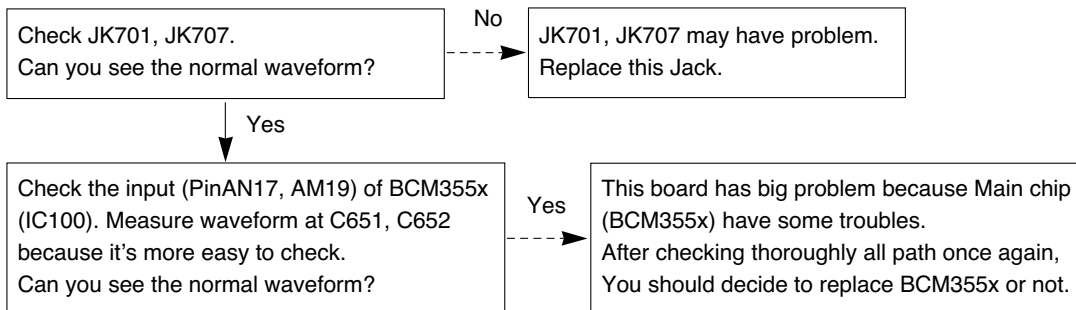 Check JK701, JK707.
Can you see the normal waveform?
No
JK701, JK707 may have problem.
Replace this Jack.
Yes
Check the input (PinAN17, AM19) of BCM355x
(IC100). Measure waveform at C651, C652
because it's more easy to check.
Can you see the normal waveform?
Yes
This board has big problem because Main chip
(BCM355x) have some troubles.
After checking thoroughly all path once again,
You should decide to replace BCM355x or not.